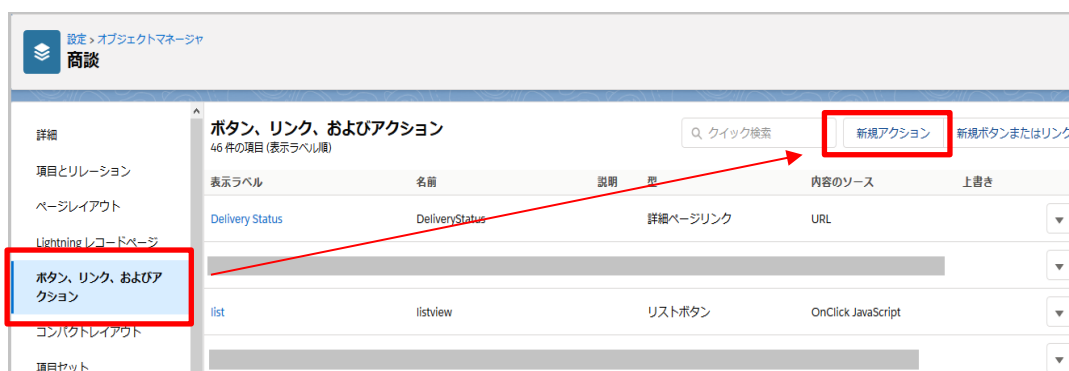 設定 > オブジェクトマネージャ
商談
詳細
項目とリレーション
ページレイアウト
Lightning レコードページ
ボタン、リンク、およびア
クション
コンパクトレイアウト
項目セット
ボタン、リンク、およびアクション
46 件の項目 (表示ラベル順)
クイック検索
新規アクション
新規ボタンまたはリンク
表示ラベル 名前 説明 型 内容のソース 上書き
Delivery Status DeliveryStatus 詳細ページリンク URL
list listview リストボタン OnClick JavaScript